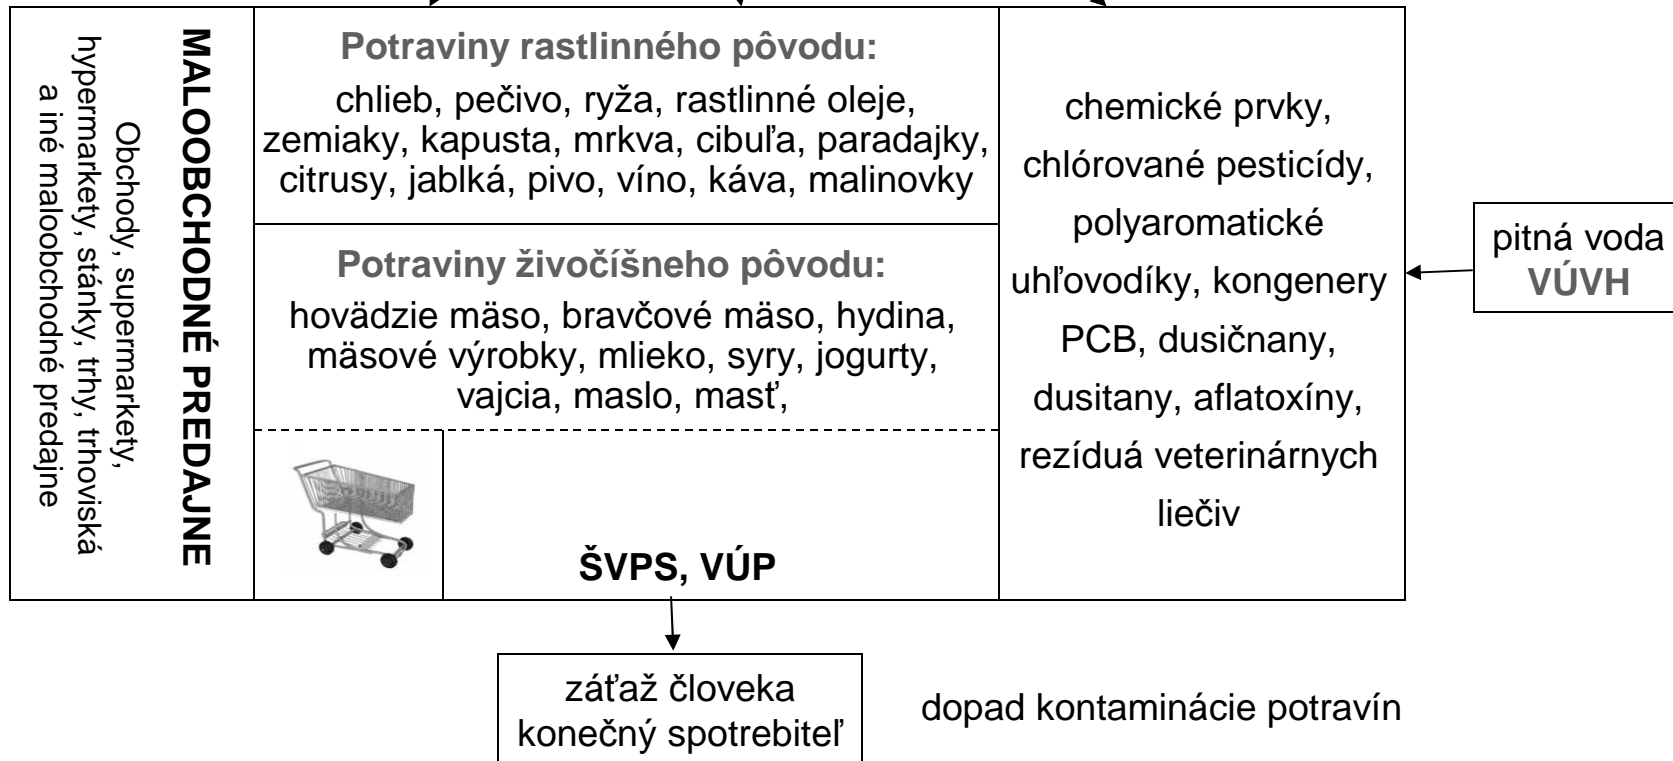 MALOOBCHODNÉ PREDAJNE
Obchody, supermarkety,
hypermarkety, stánky, trhy, trhoviská
a iné maloobchodné predajne
Potraviny rastlinného pôvodu:
chlieb, pečivo, ryža, rastlinné oleje,
zemiaky, kapusta, mrkva, cibuľa, paradajky,
citrusy, jablká, pivo, víno, káva, malinovky
Potraviny živočíšneho pôvodu:
hovädzie mäso, bravčové mäso, hydina,
mäsové výrobky, mlieko, syry, jogurty,
vajcia, maslo, masť,
ŠVPS, VÚP
chemické prvky,
chlórované pesticídy,
polyaromatické
uhľovodíky, kongenery
PCB, dusičnany,
dusitany, aflatoxíny,
rezíduá veterinárnych
liečiv
pitná voda
VÚVH
záťaž človeka
konečný spotrebiteľ
dopad kontaminácie potravín